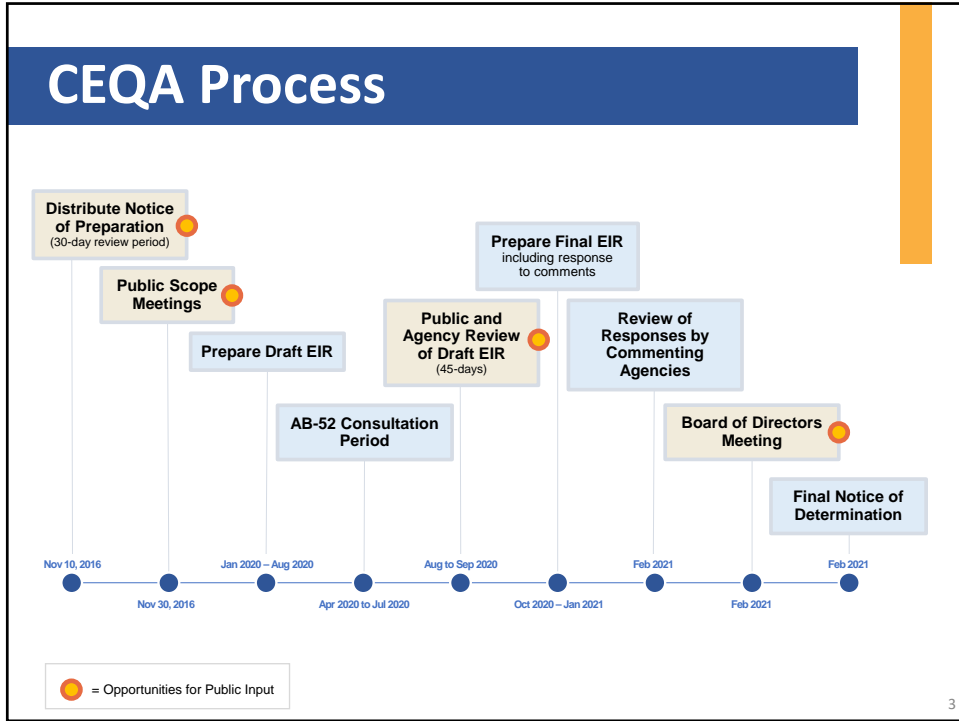 CEQA Process
Distribute Notice
of Preparation
(30-day review period)
Public Scope
Meetings
Prepare Draft EIR
AB-52 Consultation
Period
Public and
Agency Review
of Draft EIR
(45-days)
Prepare Final EIR
including response
to comments
Review of
Responses by
Commenting
Agencies
Board of Directors
Meeting
Final Notice of
Determination
Nov 10, 2016
Nov 30, 2016
Jan 2020 – Aug 2020
Apr 2020 to Jul 2020
Aug to Sep 2020
Oct 2020 – Jan 2021
Feb 2021
Feb 2021
Feb 2021
= Opportunities for Public Input
3